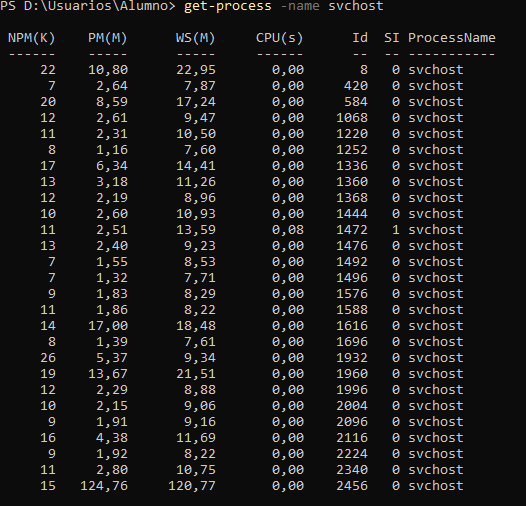 PS D:\Usuarios\Alumno> get-process -name svchost
NPM(K) PM(M) WS(M) CPU(s) Id SI ProcessName
------ ----- ----- ------ -- -- -----------
22 10,80 22,95 0,00 8 0 svchost
7 2,64 7,87 0,00 420 0 svchost
20 8,59 17,24 0,00 584 0 svchost
12 2,61 9,47 0,00 1068 0 svchost
11 2,31 10,50 0,00 1220 0 svchost
8 1,16 7,60 0,00 1252 0 svchost
17 6,34 14,41 0,00 1336 0 svchost
13 3,18 11,26 0,00 1360 0 svchost
12 2,19 8,96 0,00 1368 0 svchost
10 2,60 10,93 0,00 1444 0 svchost
11 2,51 13,59 0,08 1472 1 svchost
13 2,40 9,23 0,00 1476 0 svchost
7 1,55 8,53 0,00 1492 0 svchost
7 1,32 7,71 0,00 1496 0 svchost
9 1,83 8,29 0,00 1576 0 svchost
11 1,86 8,22 0,00 1588 0 svchost
14 17,00 18,48 0,00 1616 0 svchost
8 1,39 7,61 0,00 1696 0 svchost
26 5,37 9,34 0,00 1932 0 svchost
19 13,67 21,51 0,00 1960 0 svchost
12 2,29 8,88 0,00 1996 0 svchost
10 2,15 9,06 0,00 2004 0 svchost
9 1,91 9,16 0,00 2096 0 svchost
16 4,38 11,69 0,00 2116 0 svchost
9 1,92 8,22 0,00 2224 0 svchost
11 2,80 10,75 0,00 2340 0 svchost
15 124,76 120,77 0,00 2456 0 svchost